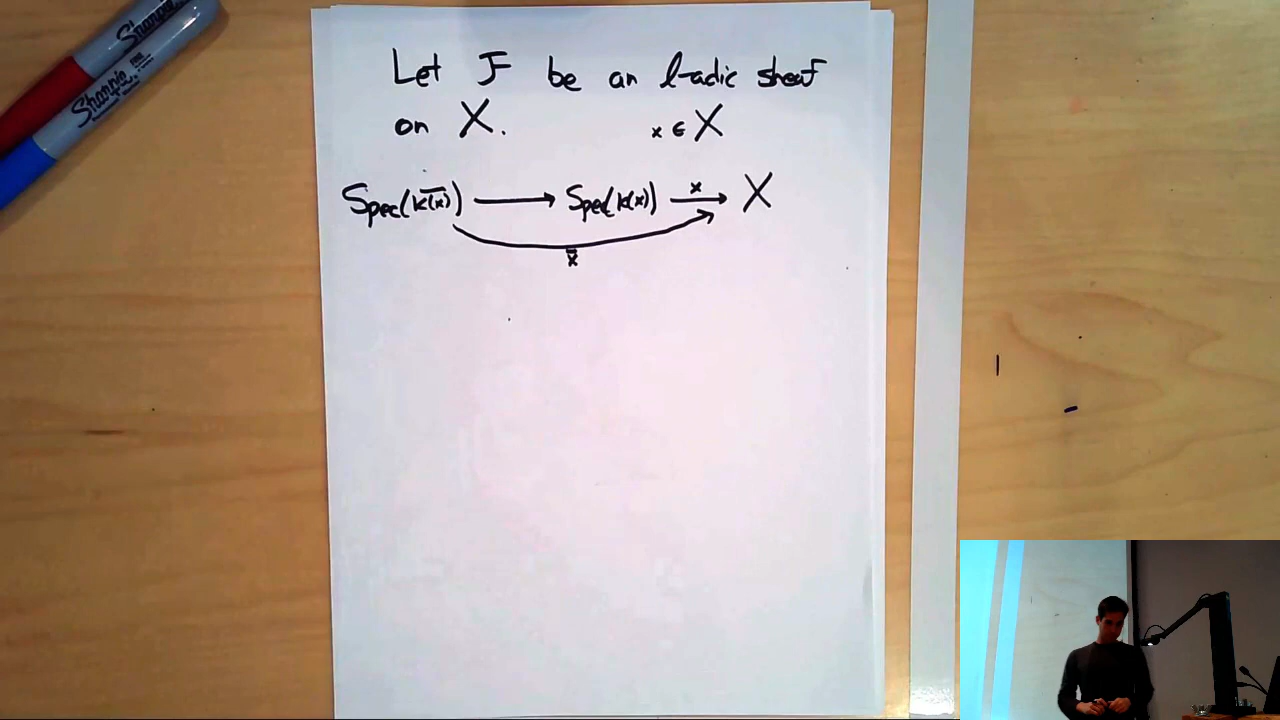 Sharpie
Sharpie
Let F be an l-adic sheaf
on X. x ∈ X
Spec(k(x)‾) ⟶ Spec(k(x)) ⟶ X
x
x̄